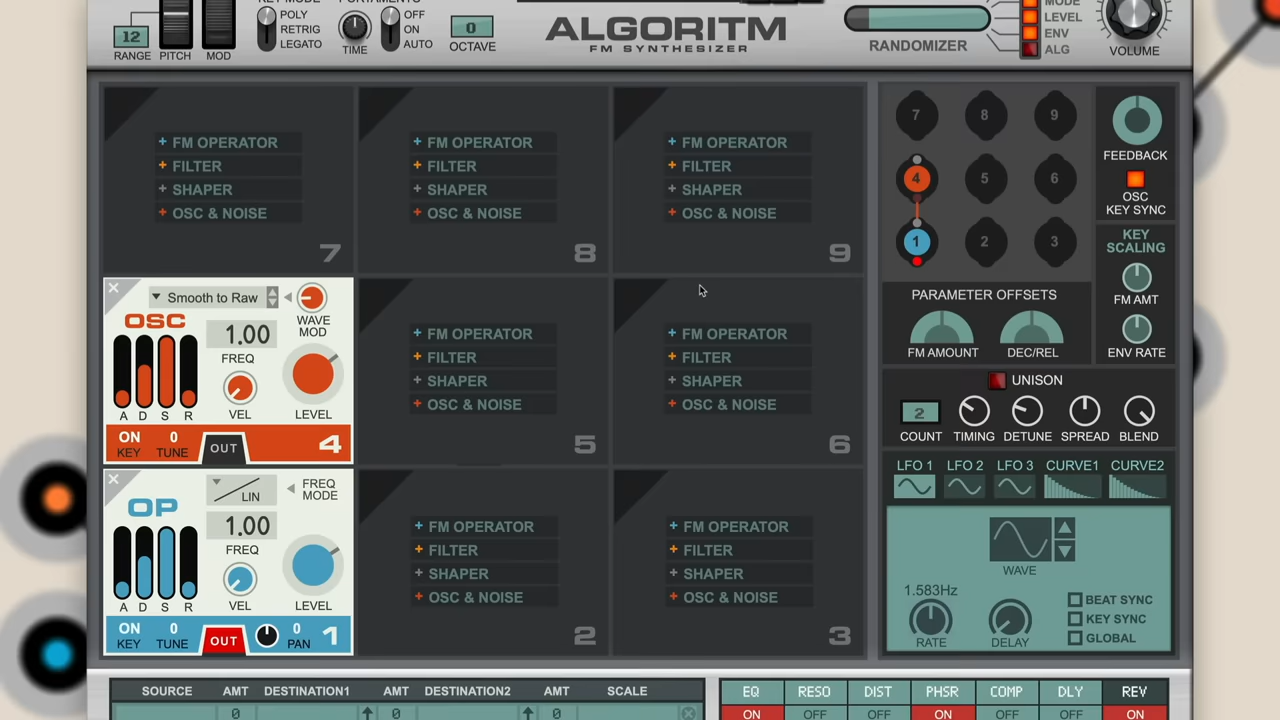 MODE
POLY
OFF
LEVEL
12
RETRIG
ON
0
ALGORITM
ENV
LEGATO
TIME
AUTO
FM SYNTHESIZER
RANDOMIZER
ALG
RANGE PITCH MOD
OCTAVE
VOLUME
+ FM OPERATOR
+ FILTER
+ SHAPER
+ OSC & NOISE
7
+ FM OPERATOR
+ FILTER
+ SHAPER
+ OSC & NOISE
8
+ FM OPERATOR
+ FILTER
+ SHAPER
+ OSC & NOISE
9
Smooth to Raw
OSC
WAVE
MOD
1.00
FREQ
A D S R
VEL
LEVEL
ON
KEY
0
TUNE
OUT
4
+ FM OPERATOR
+ FILTER
+ SHAPER
+ OSC & NOISE
5
+ FM OPERATOR
+ FILTER
+ SHAPER
+ OSC & NOISE
6
LIN
FREQ
MODE
OP
1.00
FREQ
A D S R
VEL
LEVEL
ON
KEY
0
TUNE
OUT
0
PAN
1
+ FM OPERATOR
+ FILTER
+ SHAPER
+ OSC & NOISE
2
+ FM OPERATOR
+ FILTER
+ SHAPER
+ OSC & NOISE
3
7 8 9
4 5 6
1 2 3
FEEDBACK
OSC
KEY SYNC
KEY
SCALING
FM AMT
ENV RATE
PARAMETER OFFSETS
FM AMOUNT DEC/REL
UNISON
2
COUNT TIMING DETUNE SPREAD BLEND
LFO 1 LFO 2 LFO 3 CURVE1 CURVE2
WAVE
1.583Hz
RATE
DELAY
BEAT SYNC
KEY SYNC
GLOBAL
SOURCE AMT DESTINATION1 AMT DESTINATION2 AMT SCALE
0 0 0
EQ RESO DIST PHSR COMP DLY REV
ON OFF OFF ON OFF OFF ON